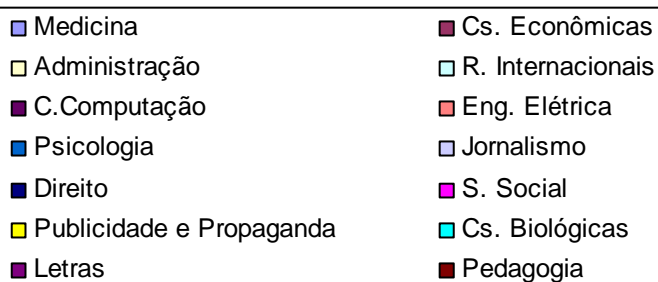 Medicina
Cs. Econômicas
Administração
R. Internacionais
C.Computação
Eng. Elétrica
Psicologia
Jornalismo
Direito
S. Social
Publicidade e Propaganda
Cs. Biológicas
Letras
Pedagogia